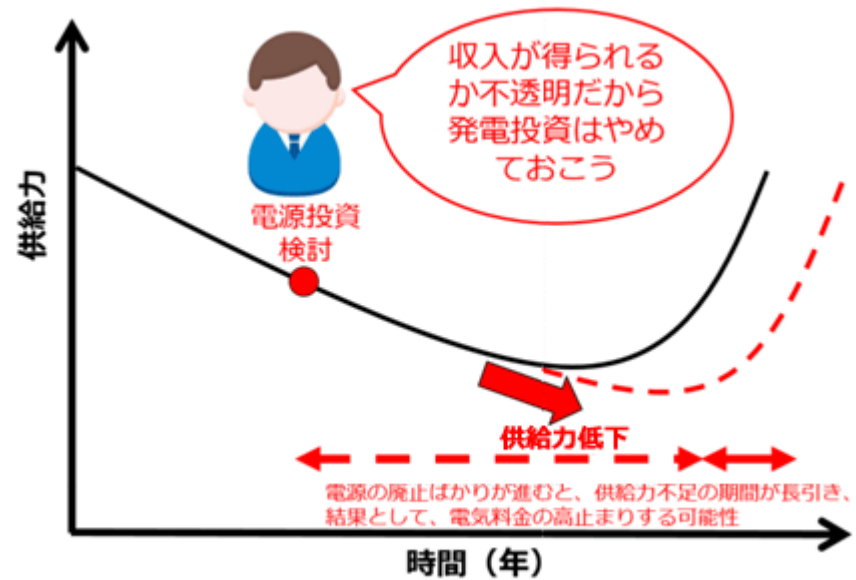 収入が得られる
か不透明だから
発電投資はやめ
ておこう
供給力
電源投資
検討
供給力低下
電源の廃止ばかりが進むと、供給力不足の期間が長引き、
結果として、電気料金の高止まりする可能性
時間（年）